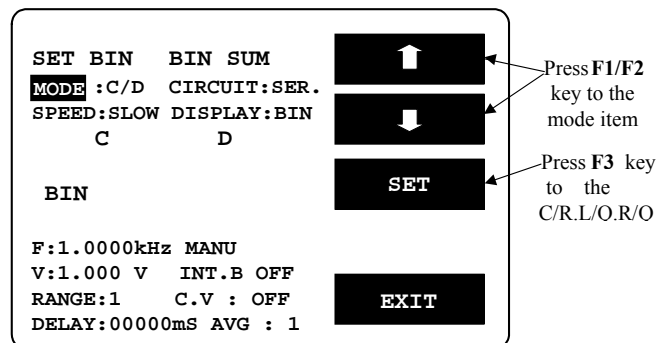 SET BIN BIN SUM
MODE :C/D CIRCUIT:SER.
SPEED:SLOW DISPLAY:BIN
C D
BIN
F:1.0000kHz MANU
V:1.000 V INT.B OFF
RANGE:1 C.V : OFF
DELAY:00000mS AVG : 1
SET
EXIT
Press F1/F2
key to the
mode item
Press F3 key
to the
C/R.L/Q.R/Q